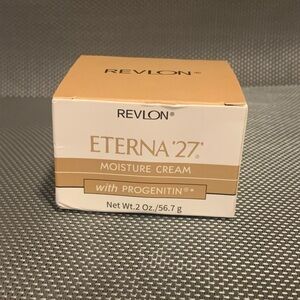 REVLON®
REVLON®
ETERNA '27'®
MOISTURE CREAM
with PROGENITIN®*
Net Wt.2 Oz./56.7 g